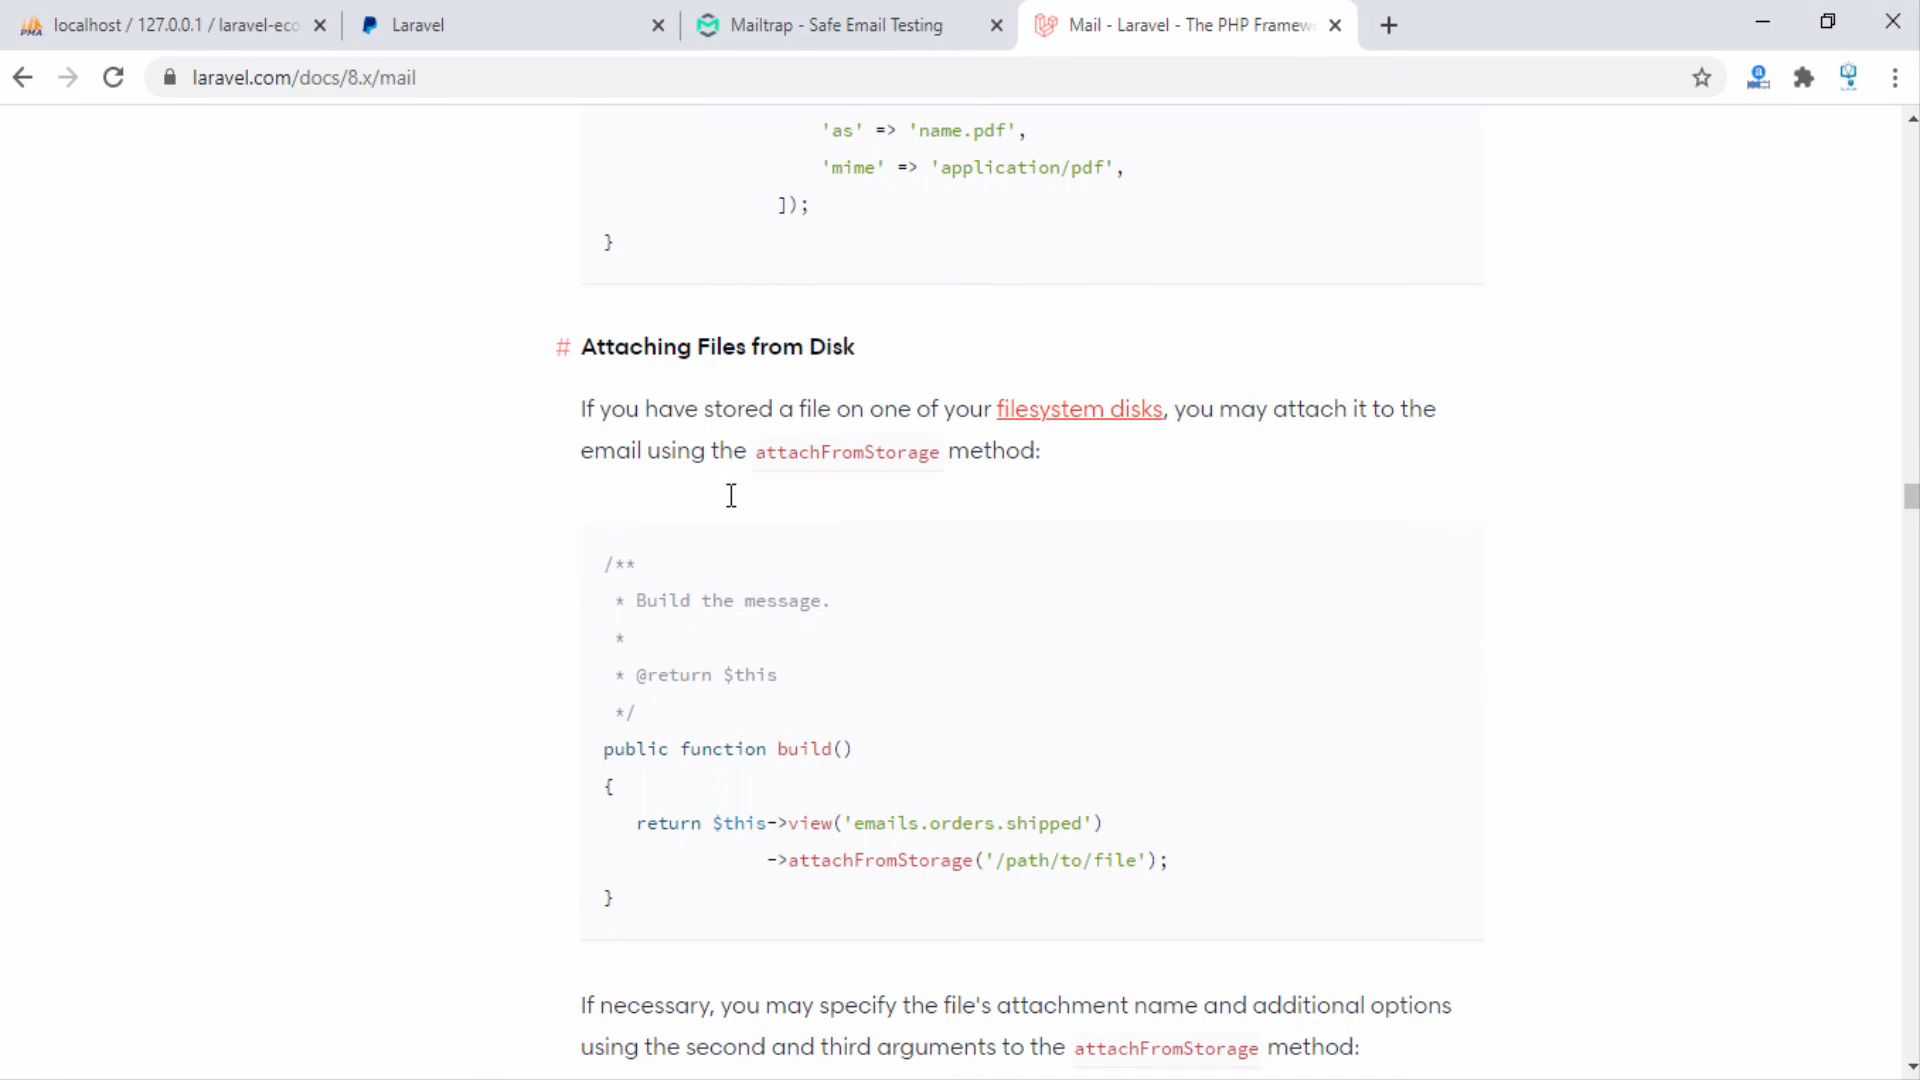 localhost / 127.0.0.1 / laravel-eco
Laravel
Mailtrap - Safe Email Testing
Mail - Laravel - The PHP Framew
laravel.com/docs/8.x/mail
'as' => 'name.pdf',
'mime' => 'application/pdf',
]);
}
# Attaching Files from Disk
If you have stored a file on one of your filesystem disks, you may attach it to the
email using the attachFromStorage method:
/**
* Build the message.
*
* @return $this
*/
public function build()
{
return $this->view('emails.orders.shipped')
->attachFromStorage('/path/to/file');
}
If necessary, you may specify the file's attachment name and additional options
using the second and third arguments to the attachFromStorage method: